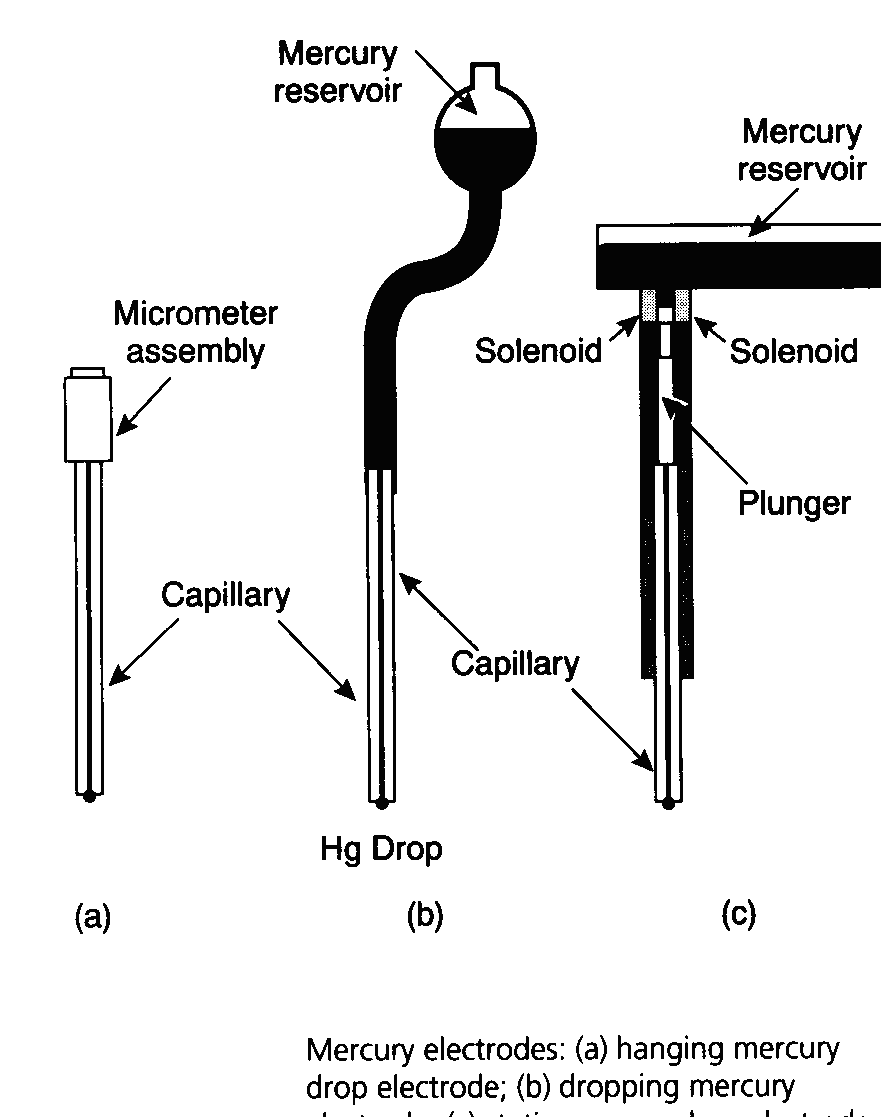 Mercury
reservoir
Mercury
reservoir
Micrometer
assembly
Solenoid
Solenoid
Plunger
Capillary
Capillary
Hg Drop
(a)
(b)
(c)
Mercury electrodes: (a) hanging mercury
drop electrode; (b) dropping mercury